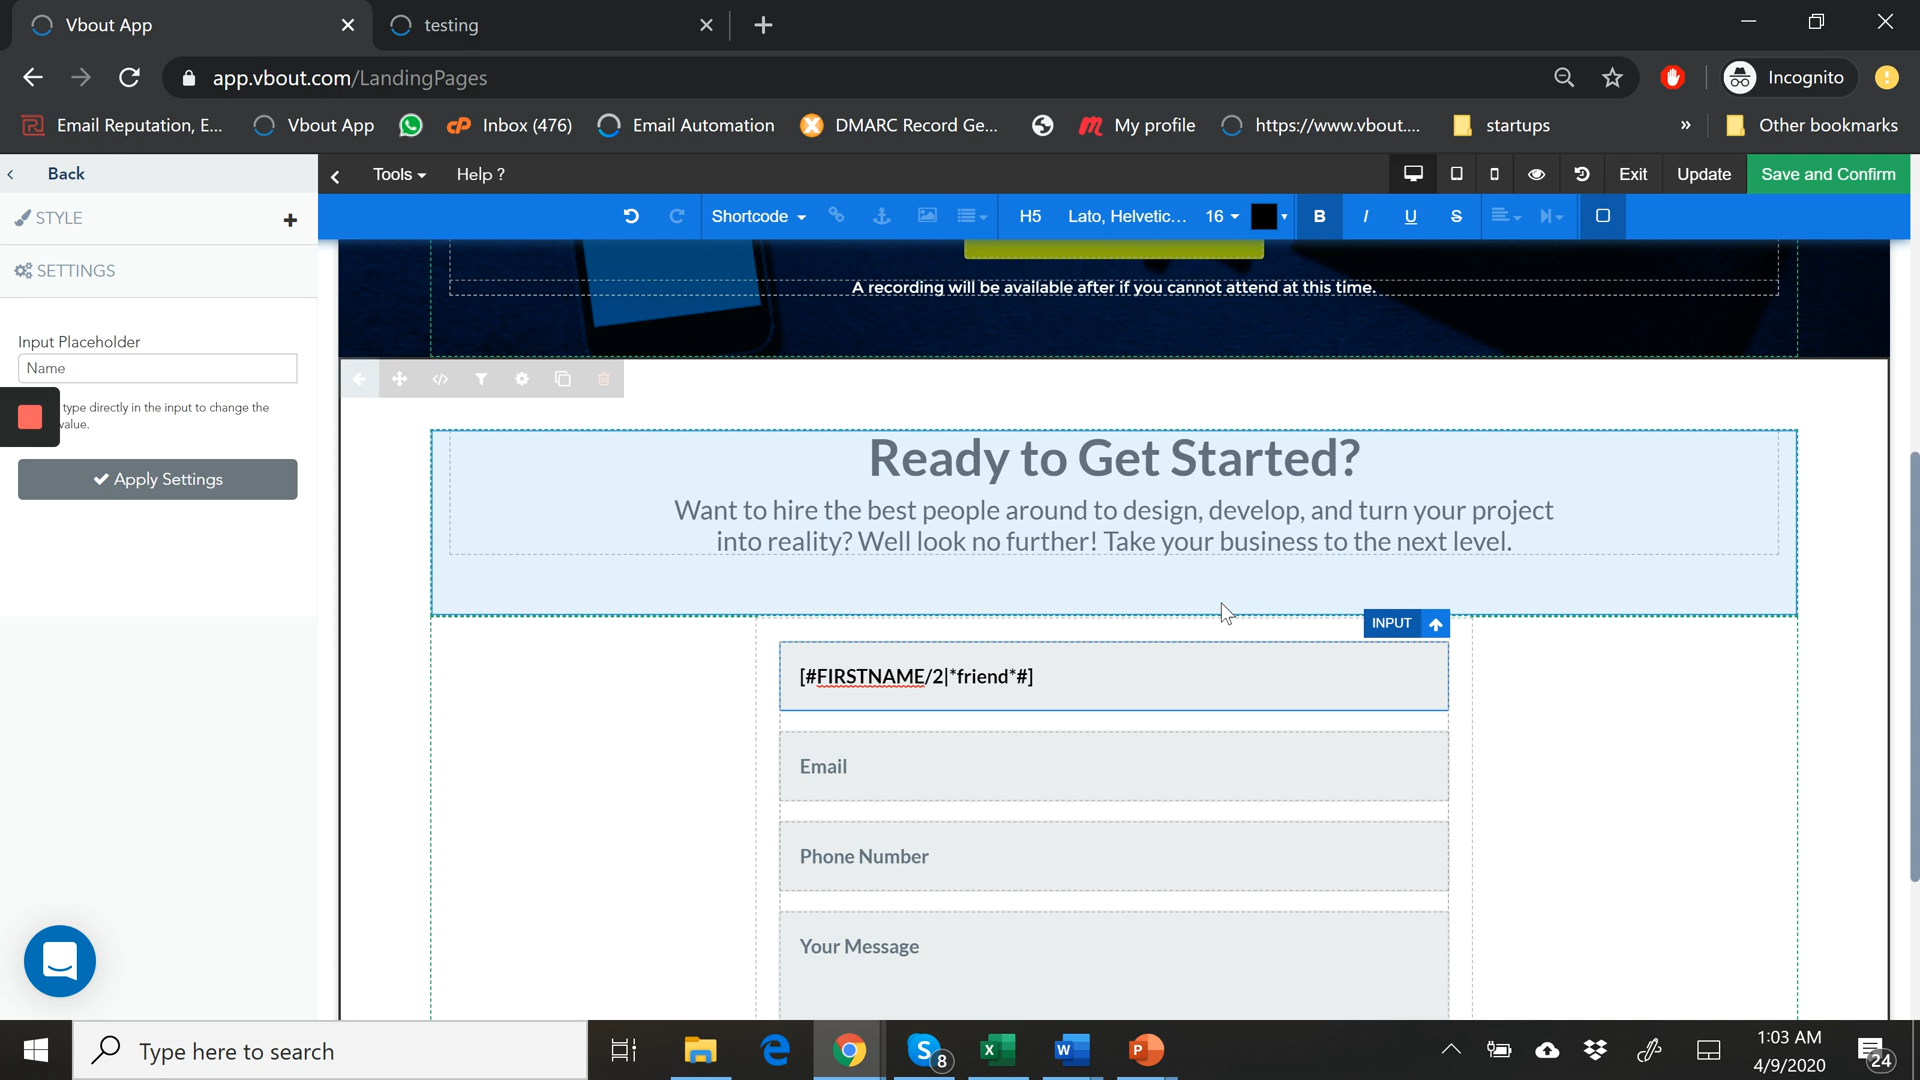 Vbout App
testing
app.vbout.com/LandingPages
Incognito
Email Reputation, E...
Vbout App
Inbox (476)
Email Automation
DMARC Record Ge...
My profile
https://www.vbout....
startups
»
Other bookmarks
Back
Tools
Help ?
Exit
Update
Save and Confirm
STYLE
Shortcode
H5
Lato, Helvetic...
16
B
I
U
S
SETTINGS
A recording will be available after if you cannot attend at this time.
Input Placeholder
Name
type directly in the input to change the
value.
Apply Settings
Ready to Get Started?
Want to hire the best people around to design, develop, and turn your project
into reality? Well look no further! Take your business to the next level.
INPUT
[#FIRSTNAME/2|*friend*#]
Email
Phone Number
Your Message
Type here to search
8
1:03 AM
4/9/2020
24